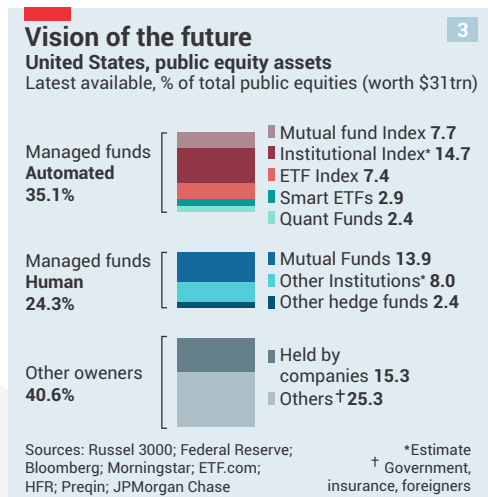 3
Vision of the future
United States, public equity assets
Latest available, % of total public equities (worth $31trn)
Managed funds
Automated
35.1%
Mutual fund Index 7.7
Institutional Index* 14.7
ETF Index 7.4
Smart ETFs 2.9
Quant Funds 2.4
Managed funds
Human
24.3%
Mutual Funds 13.9
Other Institutions* 8.0
Other hedge funds 2.4
Other oweners
40.6%
Held by
companies 15.3
Others† 25.3
Sources: Russel 3000; Federal Reserve;
Bloomberg; Morningstar; ETF.com;
HFR; Preqin; JPMorgan Chase
*Estimate
† Government,
insurance, foreigners